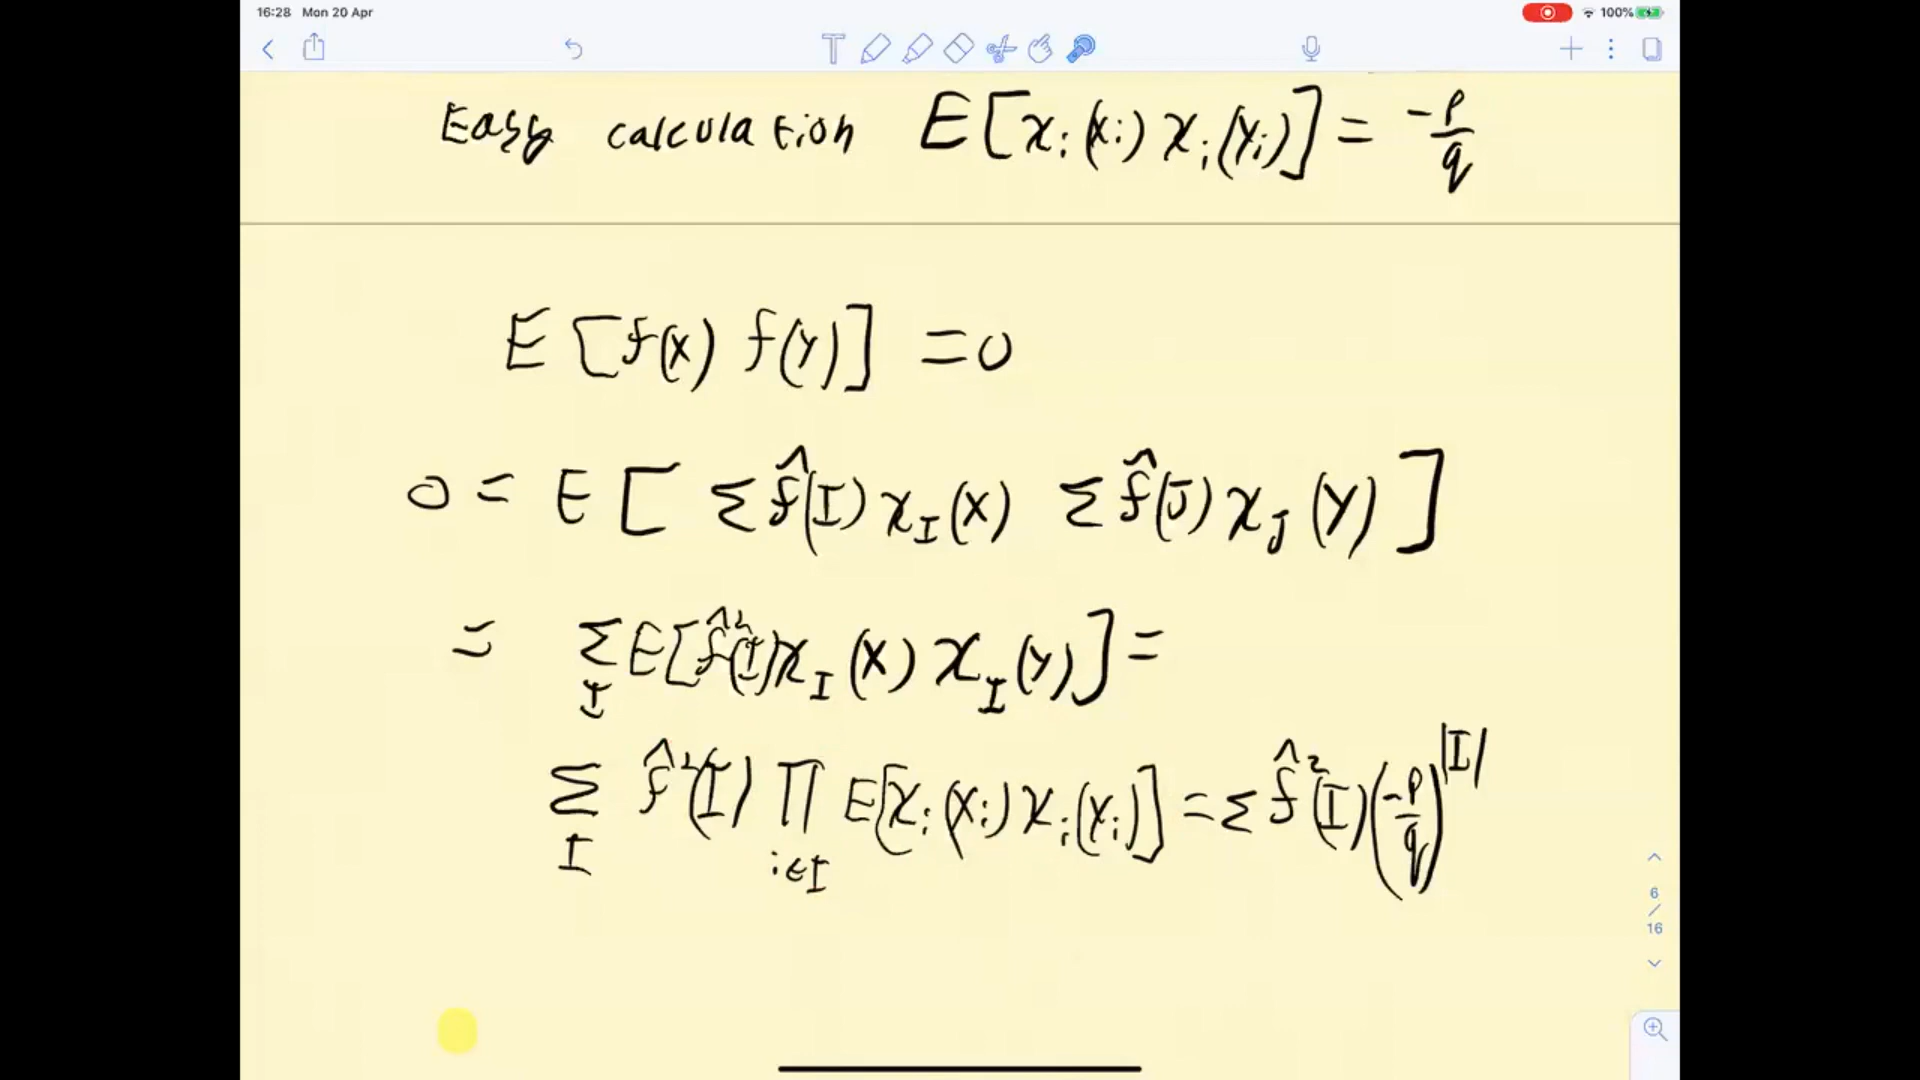 16:28 Mon 20 Apr 100%
Easy calculation E[χᵢ(Xᵢ) χᵢ(Yᵢ)] = -p/q
E[f(X) f(Y)] = 0
0 = E[Σ f̂(I) χ_I(X) Σ f̂(J) χ_J(Y)]
= Σ_I E[f̂²(I) χ_I(X) χ_I(Y)] =
Σ_I f̂²(I) ∏_{i∈I} E[χᵢ(Xᵢ) χᵢ(Yᵢ)] = Σ f̂²(I) (-p/q)^|I|
6
/
16